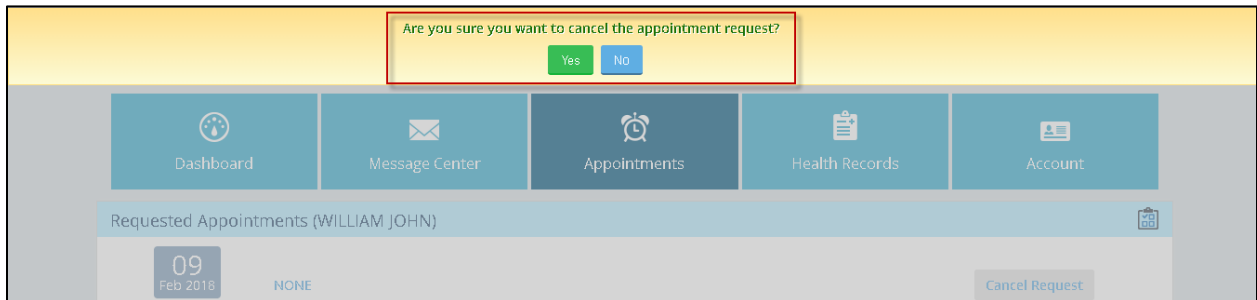 Are you sure you want to cancel the appointment request?
Yes No
Dashboard Message Center Appointments Health Records Account
Requested Appointments (WILLIAM JOHN)
09
Feb 2016
NONE Cancel Request